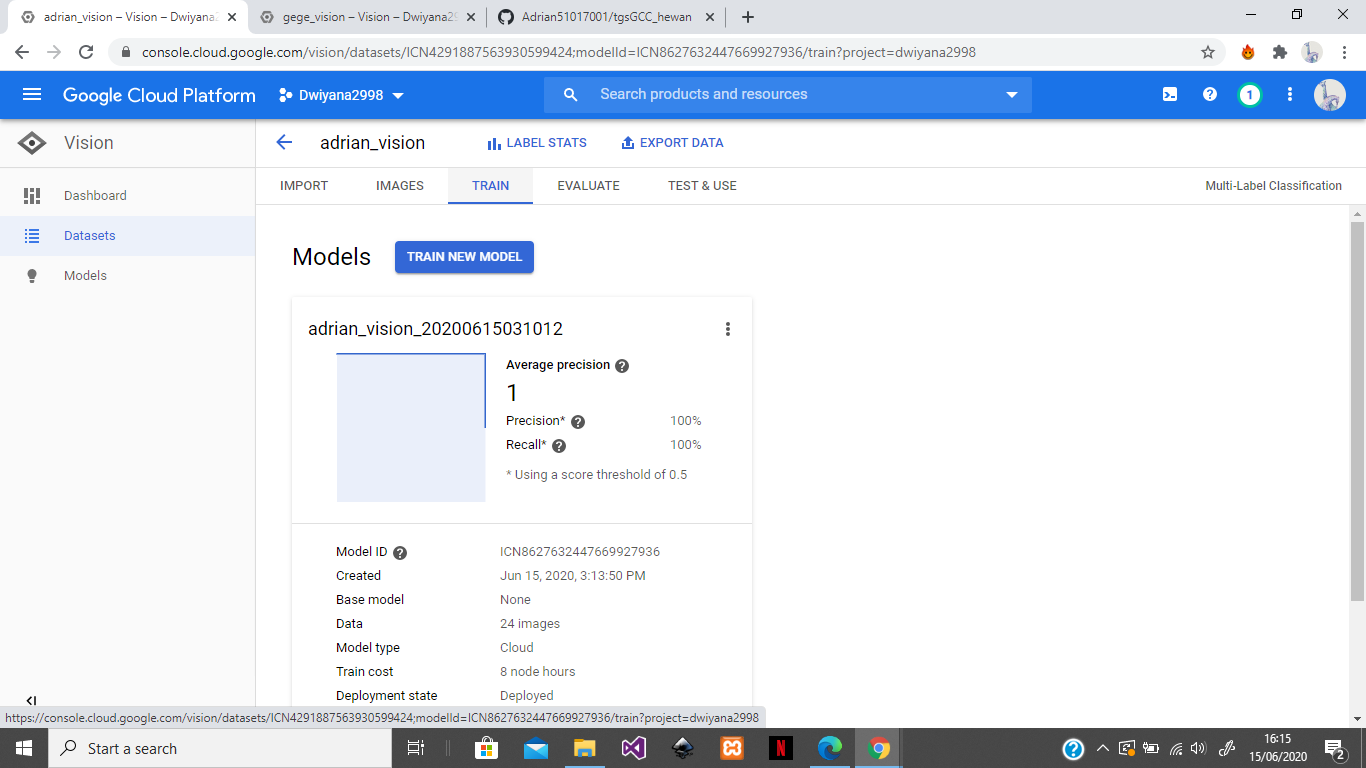 adrian_vision – Vision – Dwiyana2
gege_vision – Vision – Dwiyana29
Adrian51017001/tgsGCC_hewan
console.cloud.google.com/vision/datasets/ICN4291887563930599424;modelId=ICN8627632447669927936/train?project=dwiyana2998
Google Cloud Platform
Dwiyana2998
Search products and resources
1
Vision
adrian_vision
LABEL STATS
EXPORT DATA
IMPORT
IMAGES
TRAIN
EVALUATE
TEST & USE
Multi-Label Classification
Dashboard
Datasets
Models
Models
TRAIN NEW MODEL
adrian_vision_20200615031012
Average precision
1
Precision* 100%
Recall* 100%
* Using a score threshold of 0.5
Model ID ICN8627632447669927936
Created Jun 15, 2020, 3:13:50 PM
Base model None
Data 24 images
Model type Cloud
Train cost 8 node hours
Deployment state Deployed
https://console.cloud.google.com/vision/datasets/ICN4291887563930599424;modelId=ICN8627632447669927936/train?project=dwiyana2998
Start a search
16:15
15/06/2020
2